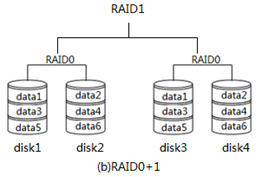 RAID1
RAID0 RAID0
data1 data2 data1 data2
data3 data4 data3 data4
data5 data6 data5 data6
disk1 disk2 disk3 disk4
(b)RAID0+1